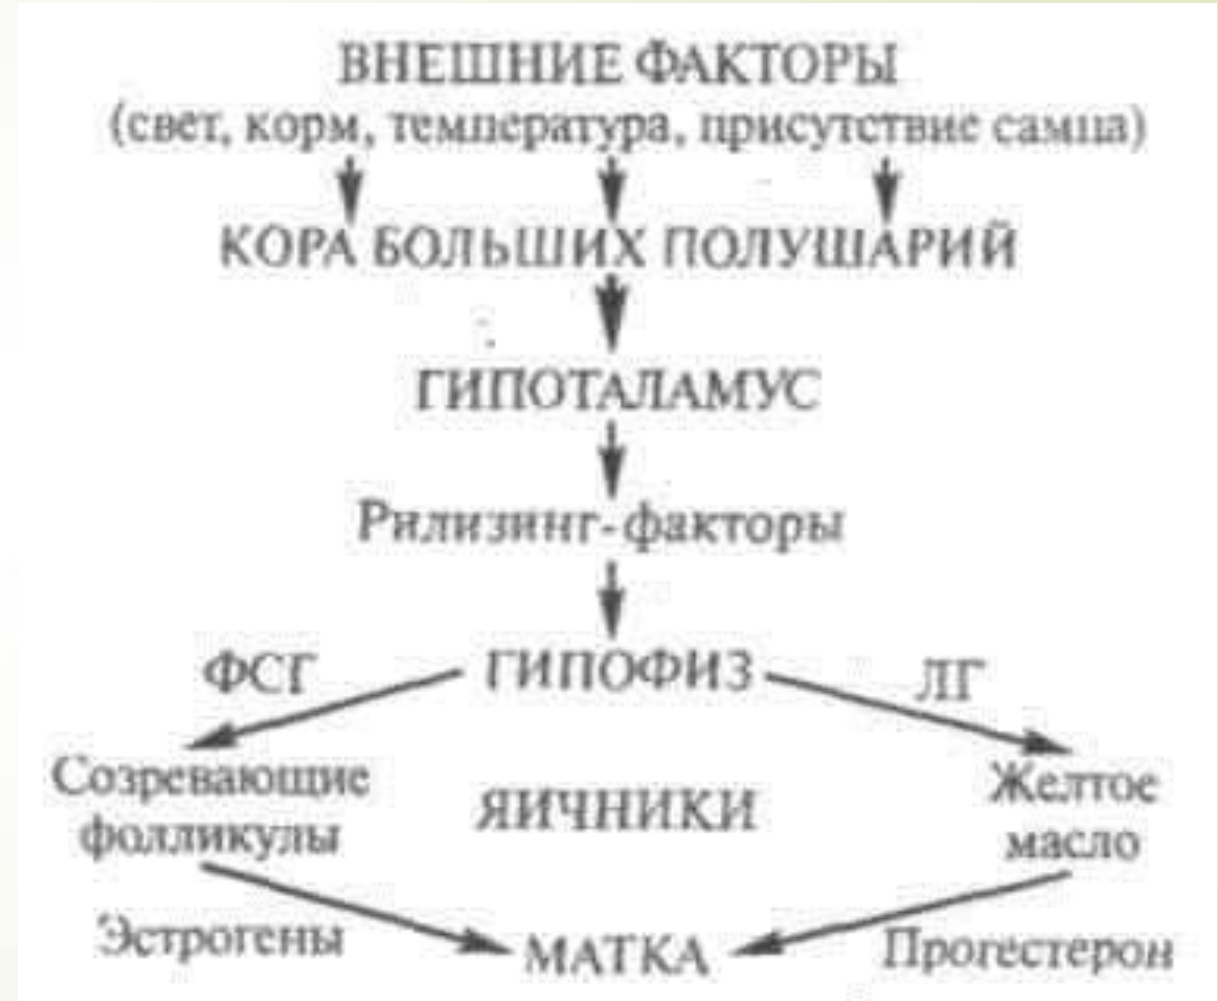 ВНЕШНИЕ ФАКТОРЫ
(свет, корм, температура, присутствие самца)
КОРА БОЛЬШИХ ПОЛУШАРИЙ
ГИПОТАЛАМУС
Рилизинг-факторы
ФСГ ГИПОФИЗ ЛГ
Созревающие фолликулы
ЯИЧНИКИ
Желтое масло
Эстрогены МАТКА Прогестерон